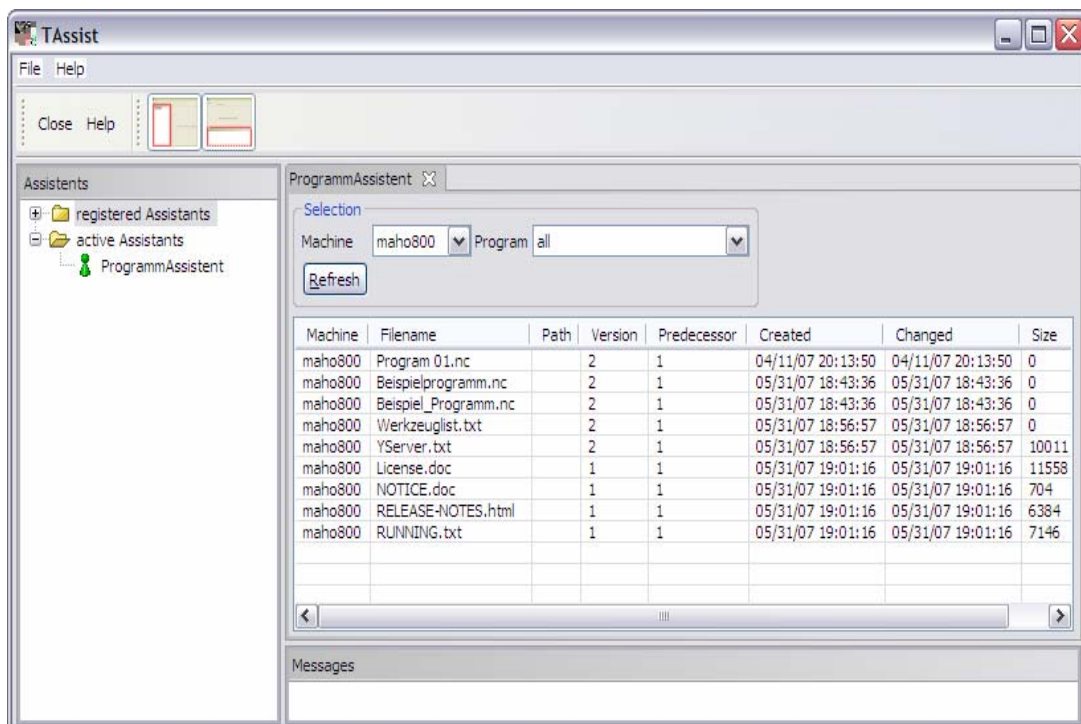 TAssist
File Help
Close Help
Assistents
registered Assistants
active Assistants
ProgrammAssistent
ProgrammAssistent
Selection
Machine maho800 Program all
Refresh
Machine Filename Path Version Predecessor Created Changed Size
maho800 Program 01.nc 2 1 04/11/07 20:13:50 04/11/07 20:13:50 0
maho800 Beispielprogramm.nc 2 1 05/31/07 18:43:36 05/31/07 18:43:36 0
maho800 Beispiel_Programm.nc 2 1 05/31/07 18:43:36 05/31/07 18:43:36 0
maho800 Werkzeuglist.txt 2 1 05/31/07 18:56:57 05/31/07 18:56:57 0
maho800 YServer.txt 2 1 05/31/07 18:56:57 05/31/07 18:56:57 10011
maho800 License.doc 1 1 05/31/07 19:01:16 05/31/07 19:01:16 11558
maho800 NOTICE.doc 1 1 05/31/07 19:01:16 05/31/07 19:01:16 704
maho800 RELEASE-NOTES.html 1 1 05/31/07 19:01:16 05/31/07 19:01:16 6384
maho800 RUNNING.txt 1 1 05/31/07 19:01:16 05/31/07 19:01:16 7146
Messages